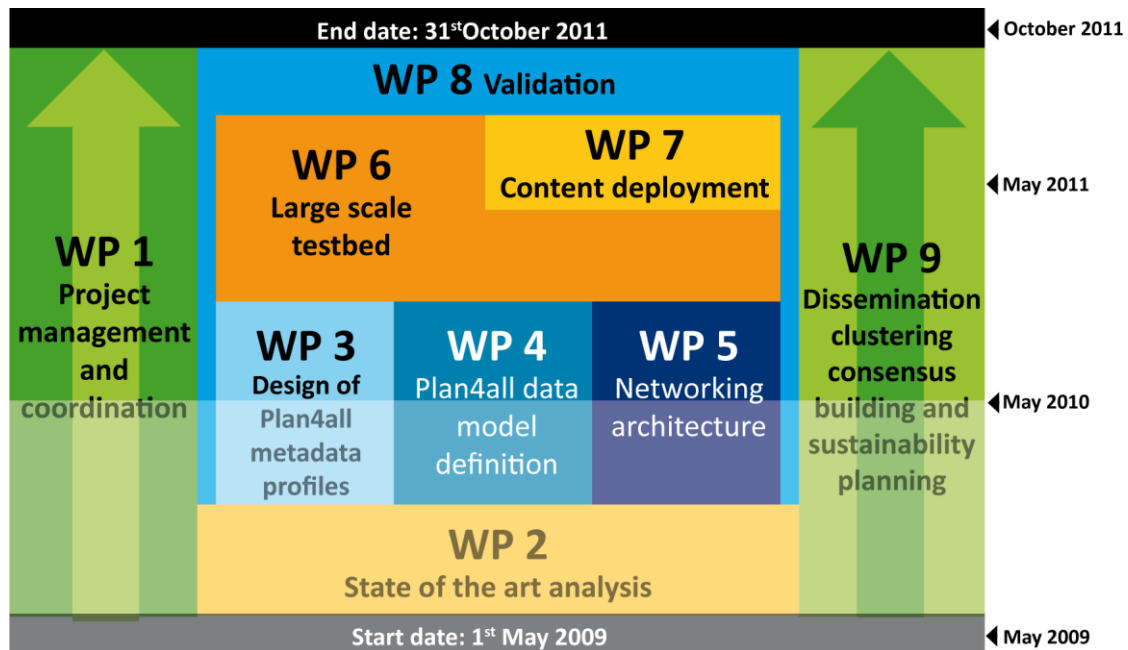 End date: 31stOctober 2011
October 2011
WP 8 Validation
WP 7
Content deployment
WP 6
Large scale
testbed
May 2011
WP 1
Project
management
and
coordination
WP 9
Dissemination
clustering
consensus
building and
sustainability
planning
WP 3
Design of
Plan4all
metadata
profiles
WP 4
Plan4all data
model
definition
WP 5
Networking
architecture
May 2010
WP 2
State of the art analysis
Start date: 1st May 2009
May 2009